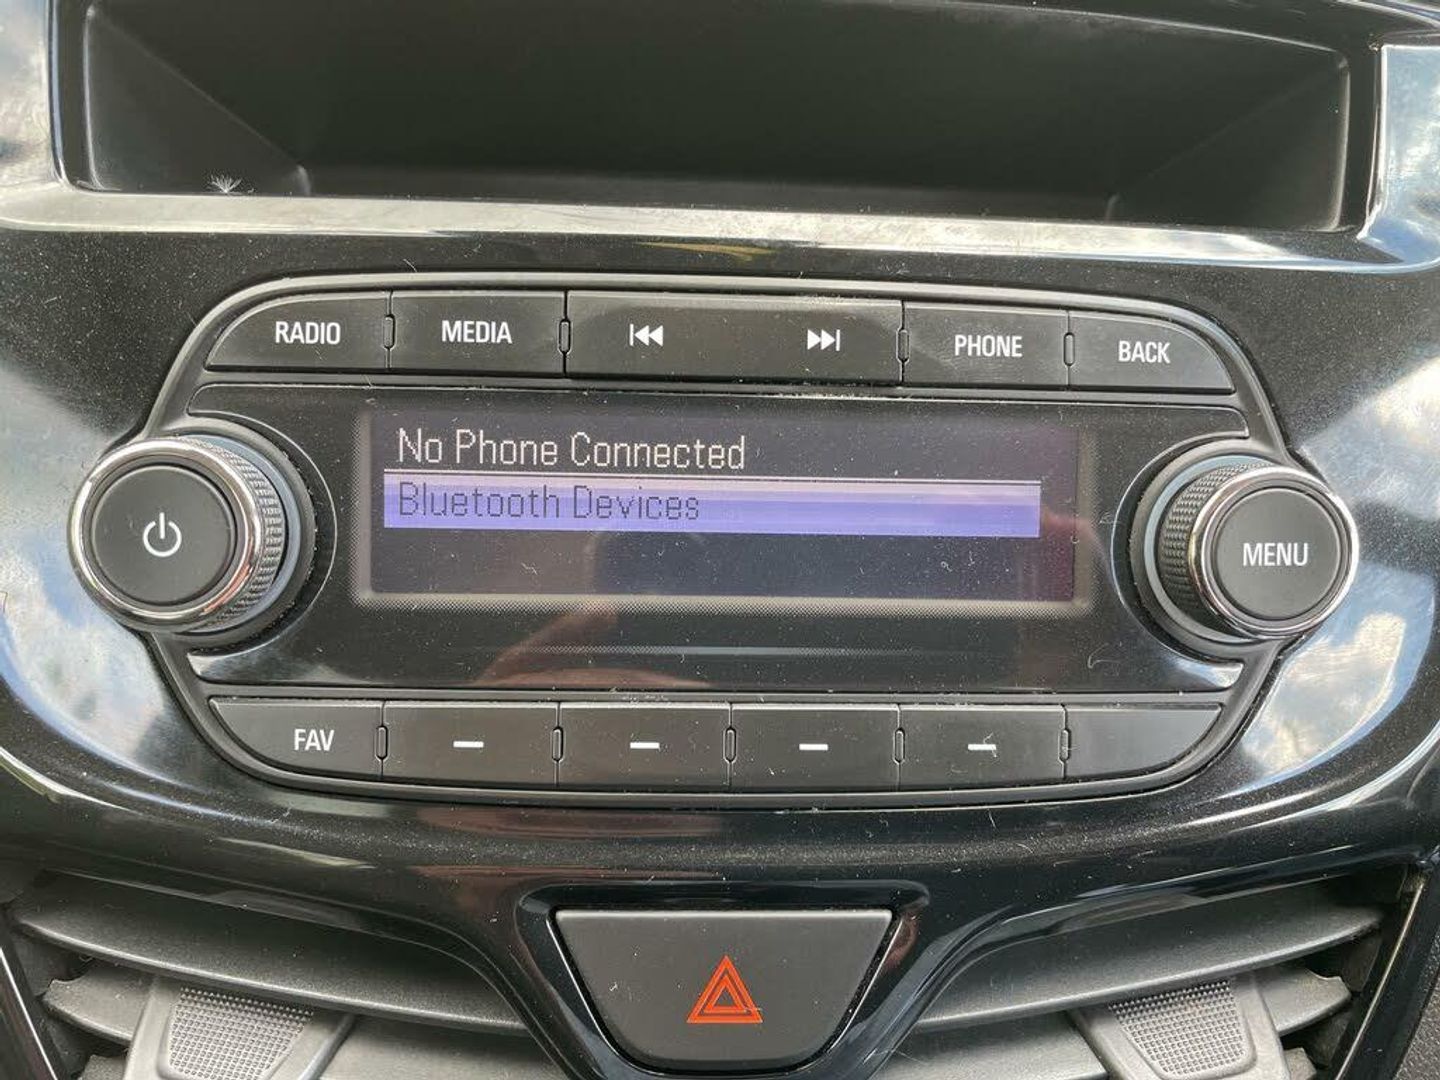 RADIO MEDIA PHONE BACK
No Phone Connected
Bluetooth Devices
MENU
FAV